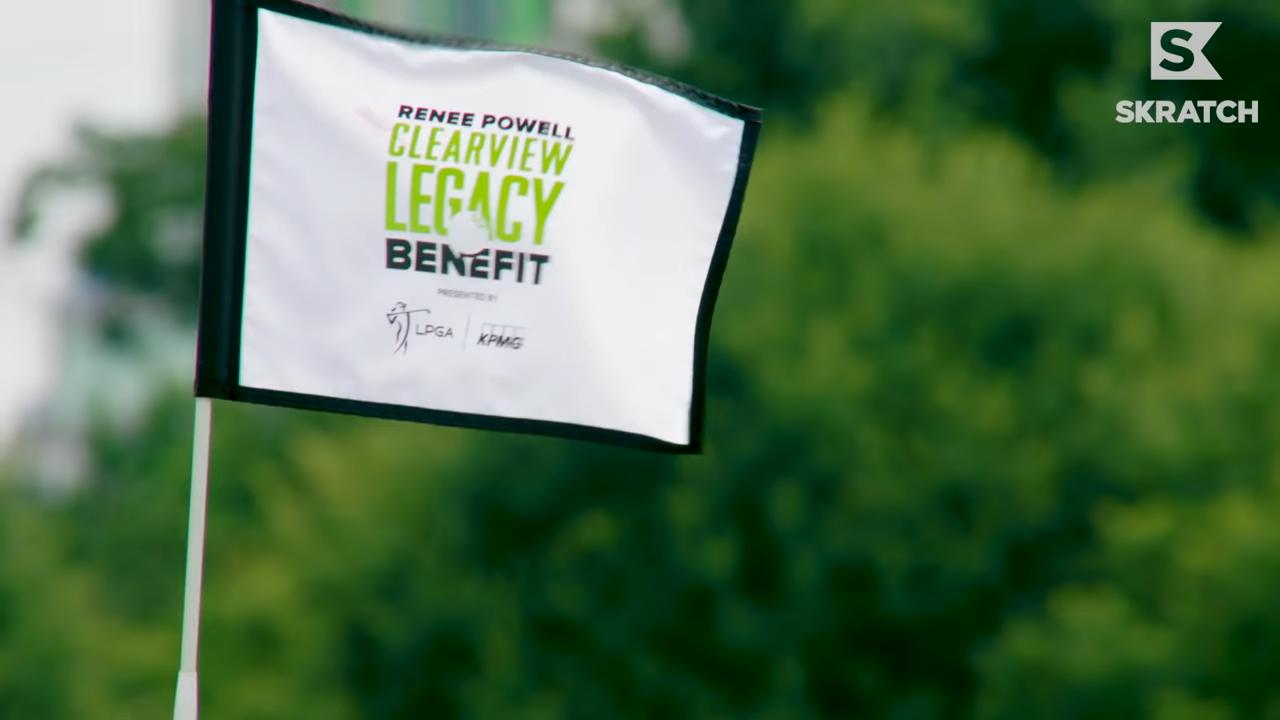 RENEE POWELL
CLEARVIEW
LEGACY
BENEFIT
PRESENTED BY
LPGA KPMG
S
SKRATCH